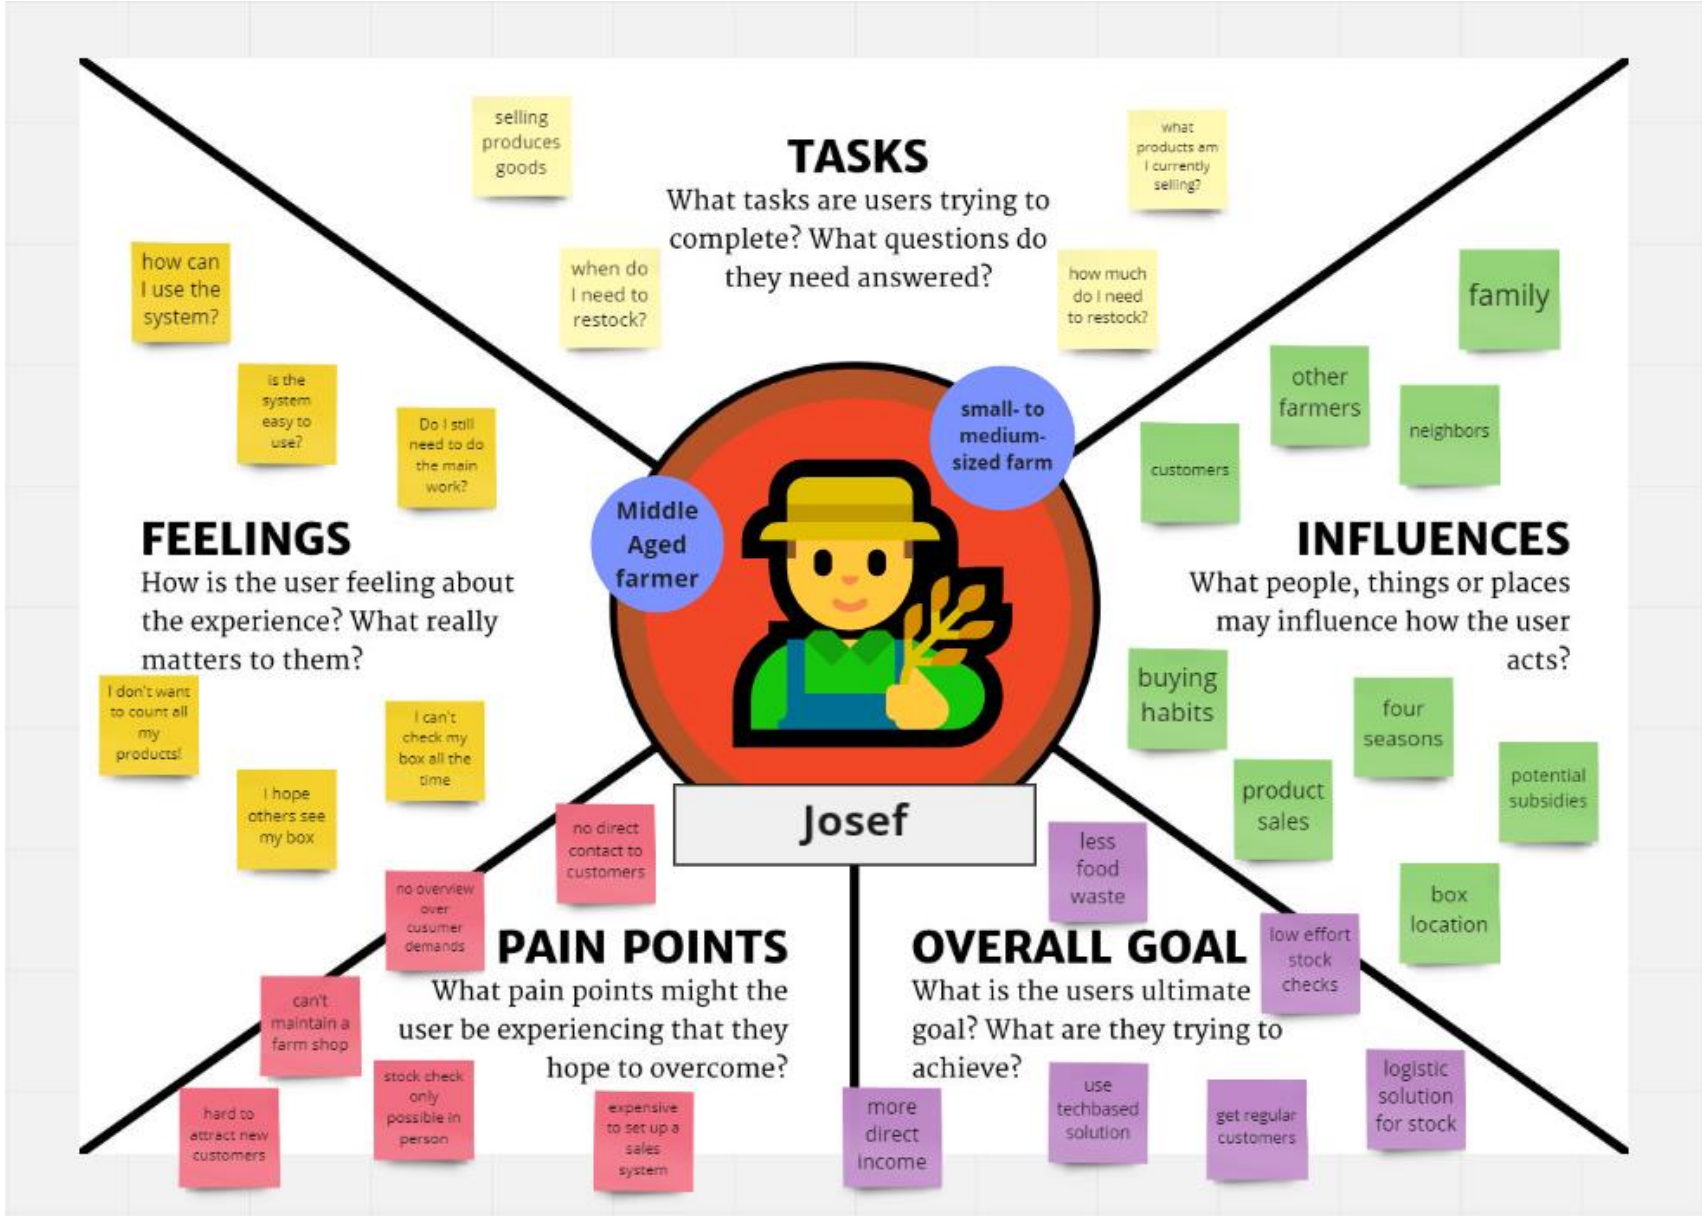 selling
produces
goods
TASKS
What tasks are users trying to
complete? What questions do
they need answered?
what
products am
I currently
selling?
when do
I need to
restock?
how much
do I need
to restock?
how can
I use the
system?
is the
system
easy to
use?
Do I still
need to do
the main
work?
FEELINGS
How is the user feeling about
the experience? What really
matters to them?
I don't want
to count all
my
products!
I can't
check my
box all the
time
I hope
others see
my box
Middle
Aged
farmer
small- to
medium-
sized farm
Josef
family
other
farmers
neighbors
customers
INFLUENCES
What people, things or places
may influence how the user
acts?
buying
habits
four
seasons
product
sales
potential
subsidies
box
location
no direct
contact to
customers
no overview
over
cusumer
demands
PAIN POINTS
What pain points might the
user be experiencing that they
hope to overcome?
can't
maintain a
farm shop
hard to
attract new
customers
stock check
only
possible in
person
expensive
to set up a
sales
system
less
food
waste
OVERALL GOAL
What is the users ultimate
goal? What are they trying to
achieve?
low effort
stock
checks
more
direct
income
use
techbased
solution
get regular
customers
logistic
solution
for stock